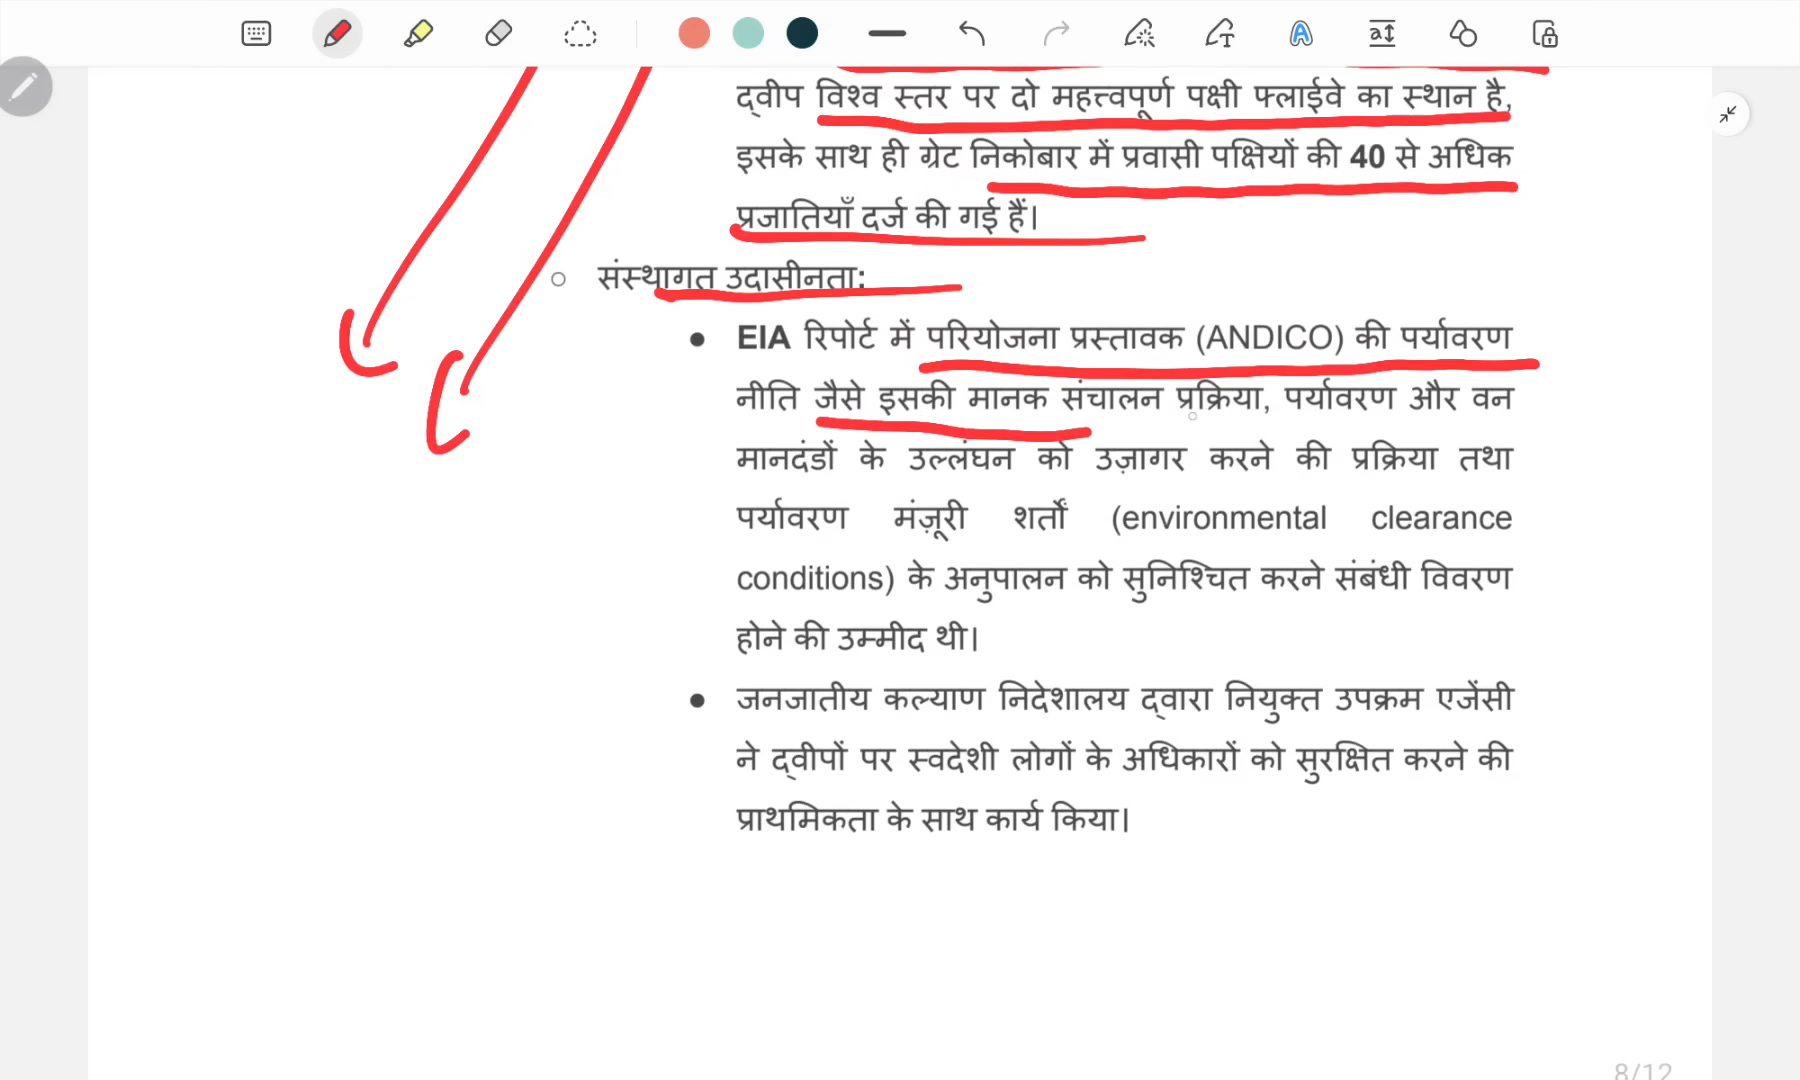 द्वीप विश्व स्तर पर दो महत्त्वपूर्ण पक्षी फ्लाईवे का स्थान है,
इसके साथ ही ग्रेट निकोबार में प्रवासी पक्षियों की 40 से अधिक
प्रजातियाँ दर्ज की गई हैं।
संस्थागत उदासीनता:
EIA रिपोर्ट में परियोजना प्रस्तावक (ANDICO) की पर्यावरण
नीति जैसे इसकी मानक संचालन प्रक्रिया, पर्यावरण और वन
मानदंडों के उल्लंघन को उज़ागर करने की प्रक्रिया तथा
पर्यावरण मंज़ूरी शर्तों (environmental clearance
conditions) के अनुपालन को सुनिश्चित करने संबंधी विवरण
होने की उम्मीद थी।
जनजातीय कल्याण निदेशालय द्वारा नियुक्त उपक्रम एजेंसी
ने द्वीपों पर स्वदेशी लोगों के अधिकारों को सुरक्षित करने की
प्राथमिकता के साथ कार्य किया।
8/12